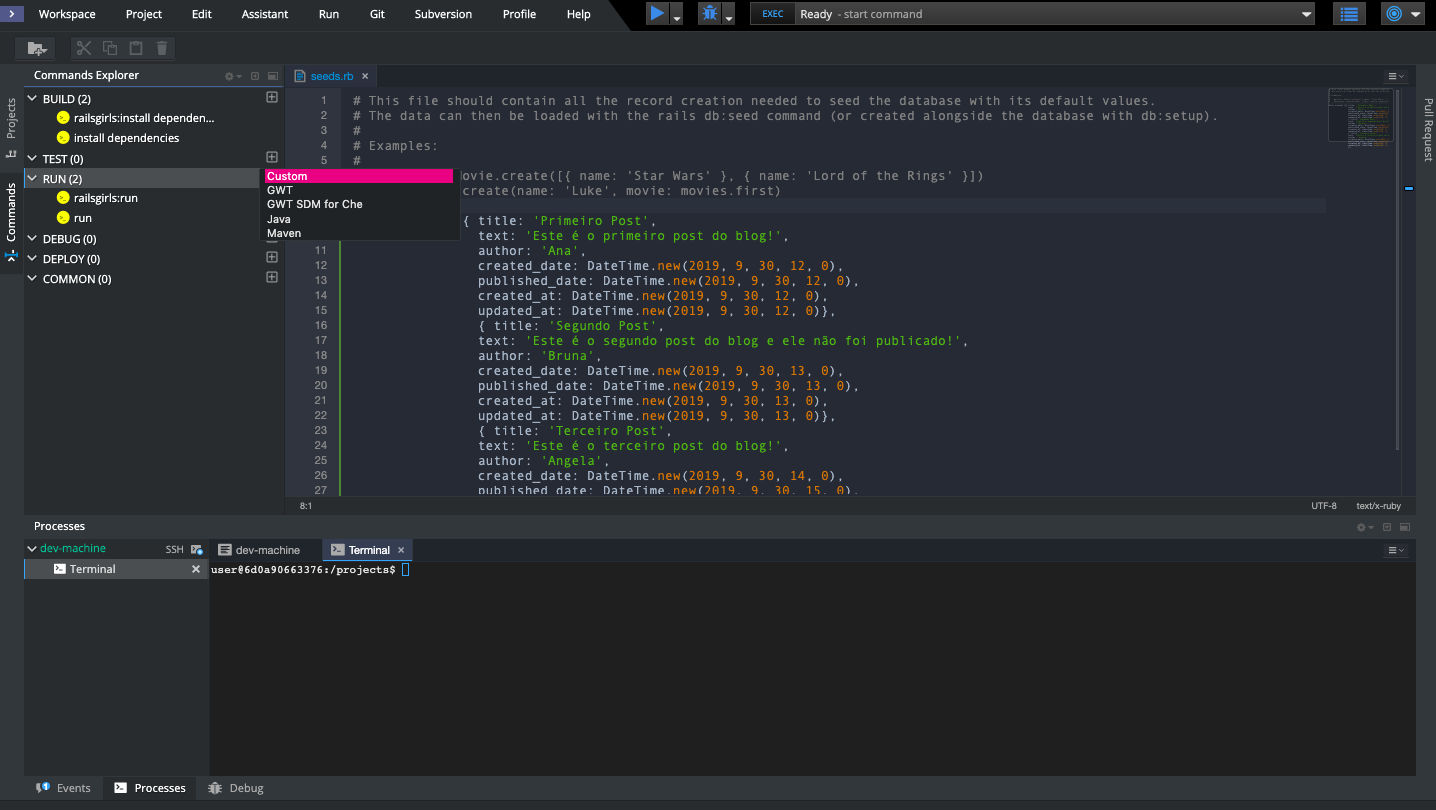 Workspace Project Edit Assistant Run Git Subversion Profile Help EXEC Ready - start command
Commands Explorer
Projects
Commands
BUILD (2)
railsgirls:install dependen...
install dependencies
TEST (0)
RUN (2)
railsgirls:run
run
DEBUG (0)
DEPLOY (0)
COMMON (0)
Custom
GWT
GWT SDM for Che
Java
Maven
seeds.rb
1 # This file should contain all the record creation needed to seed the database with its default values.
2 # The data can then be loaded with the rails db:seed command (or created alongside the database with db:setup).
3 #
4 # Examples:
5 #
ovie.create([{ name: 'Star Wars' }, { name: 'Lord of the Rings' }])
create(name: 'Luke', movie: movies.first)
{ title: 'Primeiro Post',
text: 'Este é o primeiro post do blog!',
11 author: 'Ana',
12 created_date: DateTime.new(2019, 9, 30, 12, 0),
13 published_date: DateTime.new(2019, 9, 30, 12, 0),
14 created_at: DateTime.new(2019, 9, 30, 12, 0),
15 updated_at: DateTime.new(2019, 9, 30, 12, 0)},
16 { title: 'Segundo Post',
17 text: 'Este é o segundo post do blog e ele não foi publicado!',
18 author: 'Bruna',
19 created_date: DateTime.new(2019, 9, 30, 13, 0),
20 published_date: DateTime.new(2019, 9, 30, 13, 0),
21 created_at: DateTime.new(2019, 9, 30, 13, 0),
22 updated_at: DateTime.new(2019, 9, 30, 13, 0)},
23 { title: 'Terceiro Post',
24 text: 'Este é o terceiro post do blog!',
25 author: 'Angela',
26 created_date: DateTime.new(2019, 9, 30, 14, 0),
27 published_date: DateTime.new(2019, 9, 30, 15, 0),
8:1 UTF-8 text/x-ruby
Pull Request
Processes
dev-machine SSH
Terminal
dev-machine Terminal
user@6d0a90663376:/projects$
Events Processes Debug